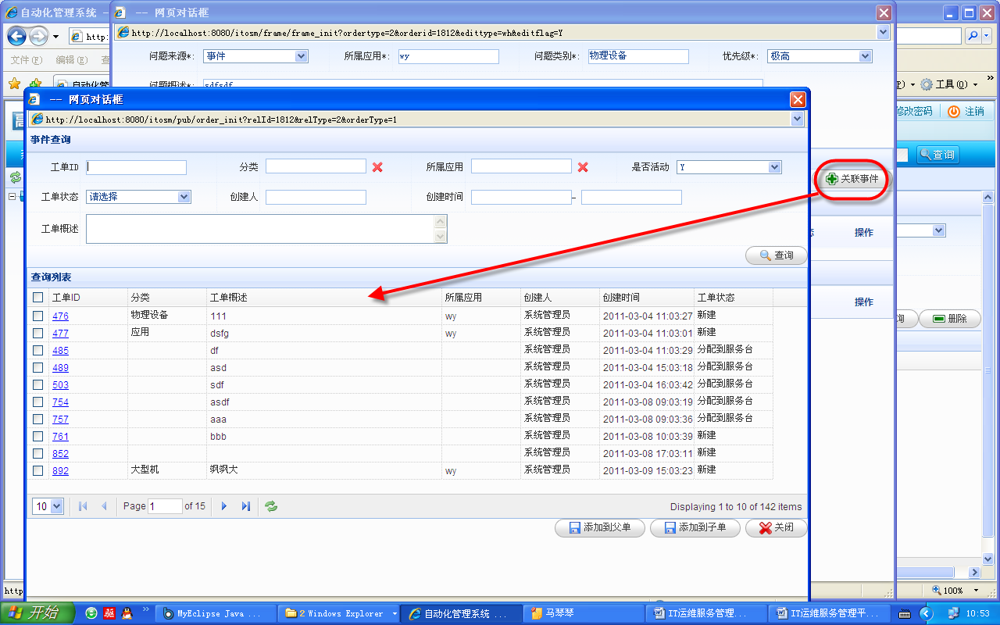 自动化管理系统 -
-- 网页对话框
http://localhost:8080/itosm/frame/frame_init?ordertype=2&orderid=1812&edittype=wh&editflag=Y
http:
问题来源*: 事件 所属应用*: wy 问题类别*: 物理设备 优先级*: 极高
文件(F) 编辑(E) 查
问题概述*: sdfsdf
自动化管
工具(O)
-- 网页对话框
http://localhost:8080/itosm/pub/order_init?relId=1812&relType=2&orderType=1
修改密码 注销
事件查询
查询
工单ID 分类 所属应用 是否活动 Y
关联事件
工单状态 请选择 创建人 创建时间 -
工单概述
操作
查询
查询列表
工单ID 分类 工单概述 所属应用 创建人 创建时间 工单状态
操作
476 物理设备 111 wy 系统管理员 2011-03-04 11:03:27 新建
询 删除
477 应用 dsfg wy 系统管理员 2011-03-04 11:03:01 新建
485 df 系统管理员 2011-03-04 11:03:29 分配到服务台
489 asd 系统管理员 2011-03-04 15:03:18 分配到服务台
503 sdf 系统管理员 2011-03-04 16:03:42 分配到服务台
754 asdf 系统管理员 2011-03-08 09:03:19 分配到服务台
757 aaa 系统管理员 2011-03-08 09:03:36 分配到服务台
761 bbb 系统管理员 2011-03-08 10:03:39 新建
852 系统管理员 2011-03-08 17:03:11 新建
892 大型机 飒飒大 wy 系统管理员 2011-03-09 15:03:23 新建
10 Page 1 of 15 Displaying 1 to 10 of 142 items
添加到父单 添加到子单 关闭
http
100%
开始 MyEclipse Java ... 2 Windows Explorer 自动化管理系统 ... 马琴琴 IT运维服务管理... IT运维服务管理平... 10:53